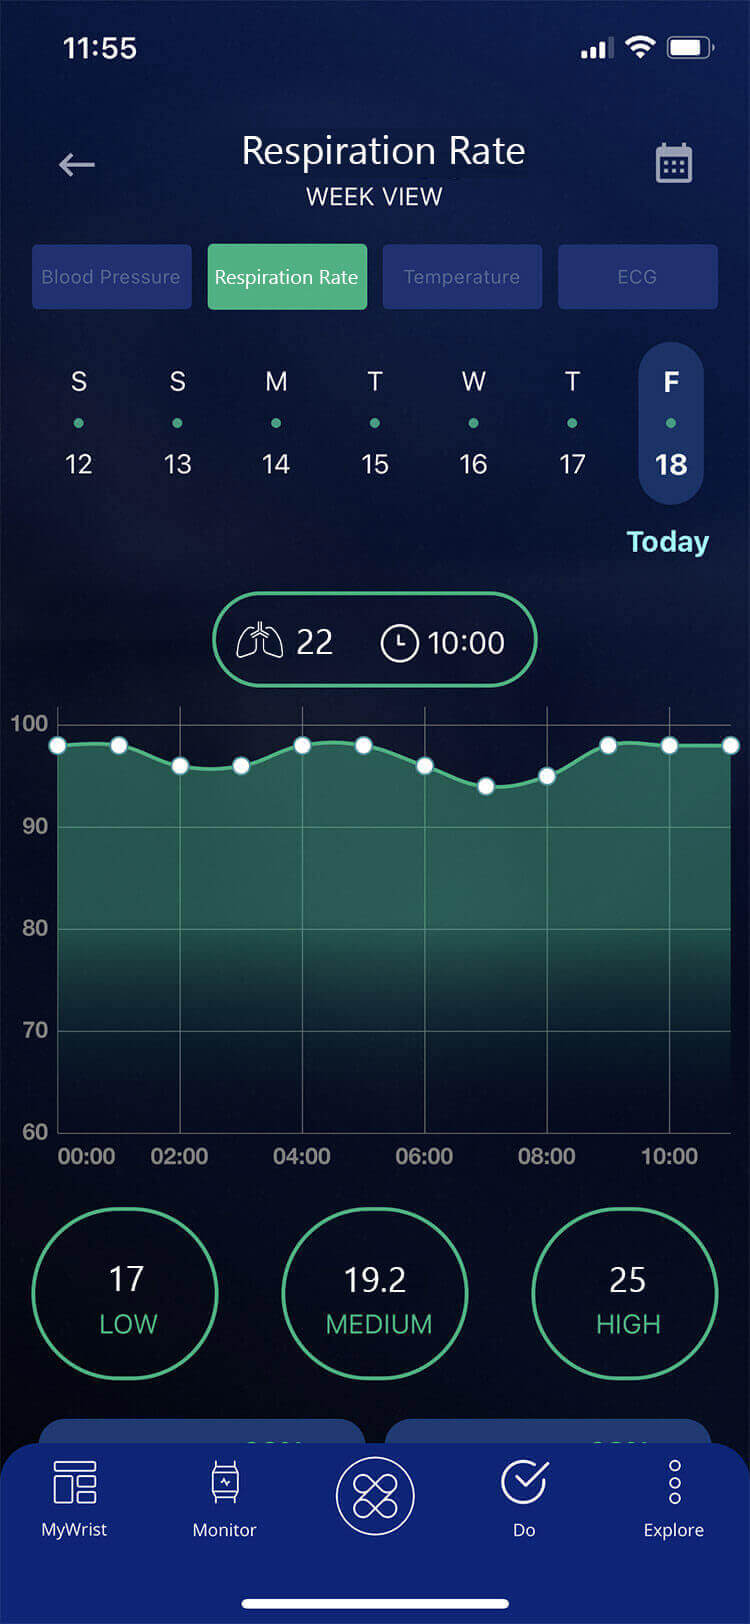 11:55
Respiration Rate
WEEK VIEW
Blood Pressure Respiration Rate Temperature ECG
S S M T W T F
12 13 14 15 16 17 18
Today
22 10:00
100
90
80
70
60
00:00 02:00 04:00 06:00 08:00 10:00
17 19.2 25
LOW MEDIUM HIGH
MyWrist Monitor Do Explore